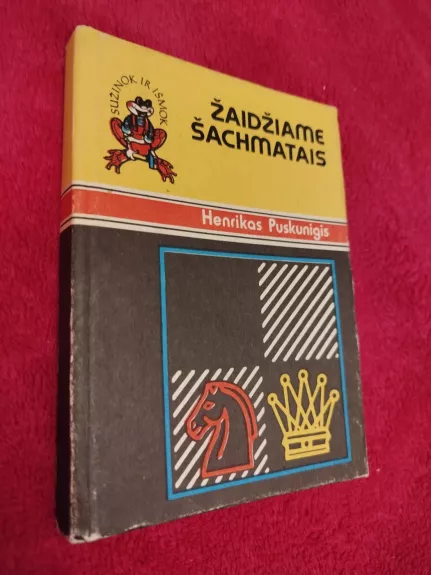 SUŽINOK IR IŠMOK
ŽAIDŽIAME
ŠACHMATAIS
Henrikas Puskunigis